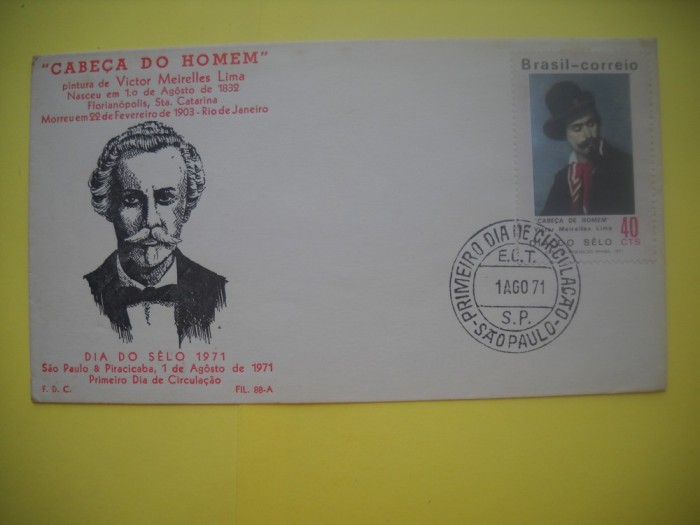 "CABEÇA DO HOMEM"
pintura de Victor Meirelles Lima
Nasceu em 1.o de Agôsto de 1832
Florianópolis, Sta. Catarina
Morreu em 22 de Fevereiro de 1903 - Rio de Janeiro
DIA DO SÊLO 1971
São Paulo & Piracicaba, 1 de Agôsto de 1971
Primeiro Dia de Circulação
F. D. C. FIL. 88-A
Brasil-correio
"CABEÇA DE HOMEM"
Victor Meirelles Lima
40
DO SÊLO CTS
PRIMEIRO DIA DE CIRCULAÇÃO
E.C.T.
1 AGO 71
S.P.
-SÃO PAULO-